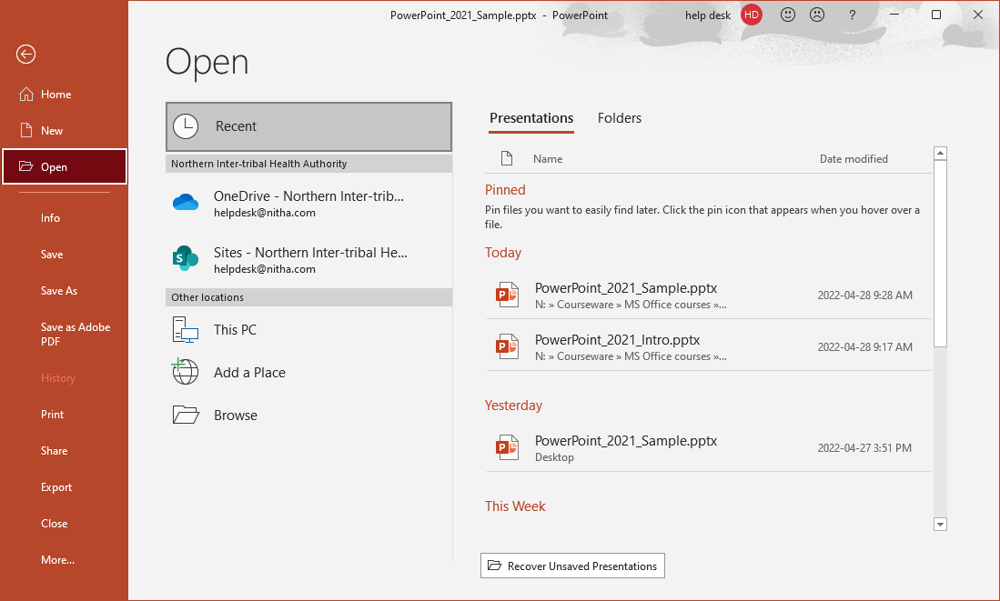 PowerPoint_2021_Sample.pptx - PowerPoint
help desk HD ?
Open
Home
New
Open
Info
Save
Save As
Save as Adobe
PDF
History
Print
Share
Export
Close
More...
Recent
Northern Inter-tribal Health Authority
OneDrive - Northern Inter-trib...
helpdesk@nitha.com
S
Sites - Northern Inter-tribal He...
helpdesk@nitha.com
Other locations
This PC
Add a Place
Browse
Presentations Folders
Name Date modified
Pinned
Pin files you want to easily find later. Click the pin icon that appears when you hover over a
file.
Today
P
PowerPoint_2021_Sample.pptx 2022-04-28 9:28 AM
N: » Courseware » MS Office courses »...
P
PowerPoint_2021_Intro.pptx 2022-04-28 9:17 AM
N: » Courseware » MS Office courses »...
Yesterday
P
PowerPoint_2021_Sample.pptx 2022-04-27 3:51 PM
Desktop
This Week
Recover Unsaved Presentations